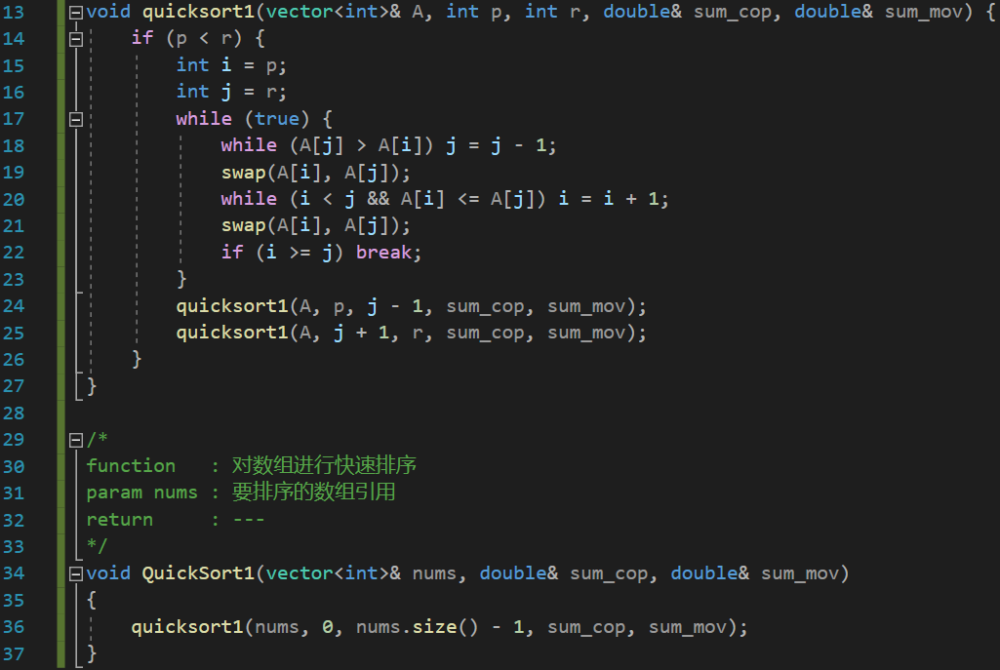 13 void quicksort1(vector<int>& A, int p, int r, double& sum_cop, double& sum_mov) {
14     if (p < r) {
15         int i = p;
16         int j = r;
17         while (true) {
18             while (A[j] > A[i]) j = j - 1;
19             swap(A[i], A[j]);
20             while (i < j && A[i] <= A[j]) i = i + 1;
21             swap(A[i], A[j]);
22             if (i >= j) break;
23         }
24         quicksort1(A, p, j - 1, sum_cop, sum_mov);
25         quicksort1(A, j + 1, r, sum_cop, sum_mov);
26     }
27 }
28
29 /*
30 function   : 对数组进行快速排序
31 param nums : 要排序的数组引用
32 return     : ---
33 */
34 void QuickSort1(vector<int>& nums, double& sum_cop, double& sum_mov)
35 {
36     quicksort1(nums, 0, nums.size() - 1, sum_cop, sum_mov);
37 }